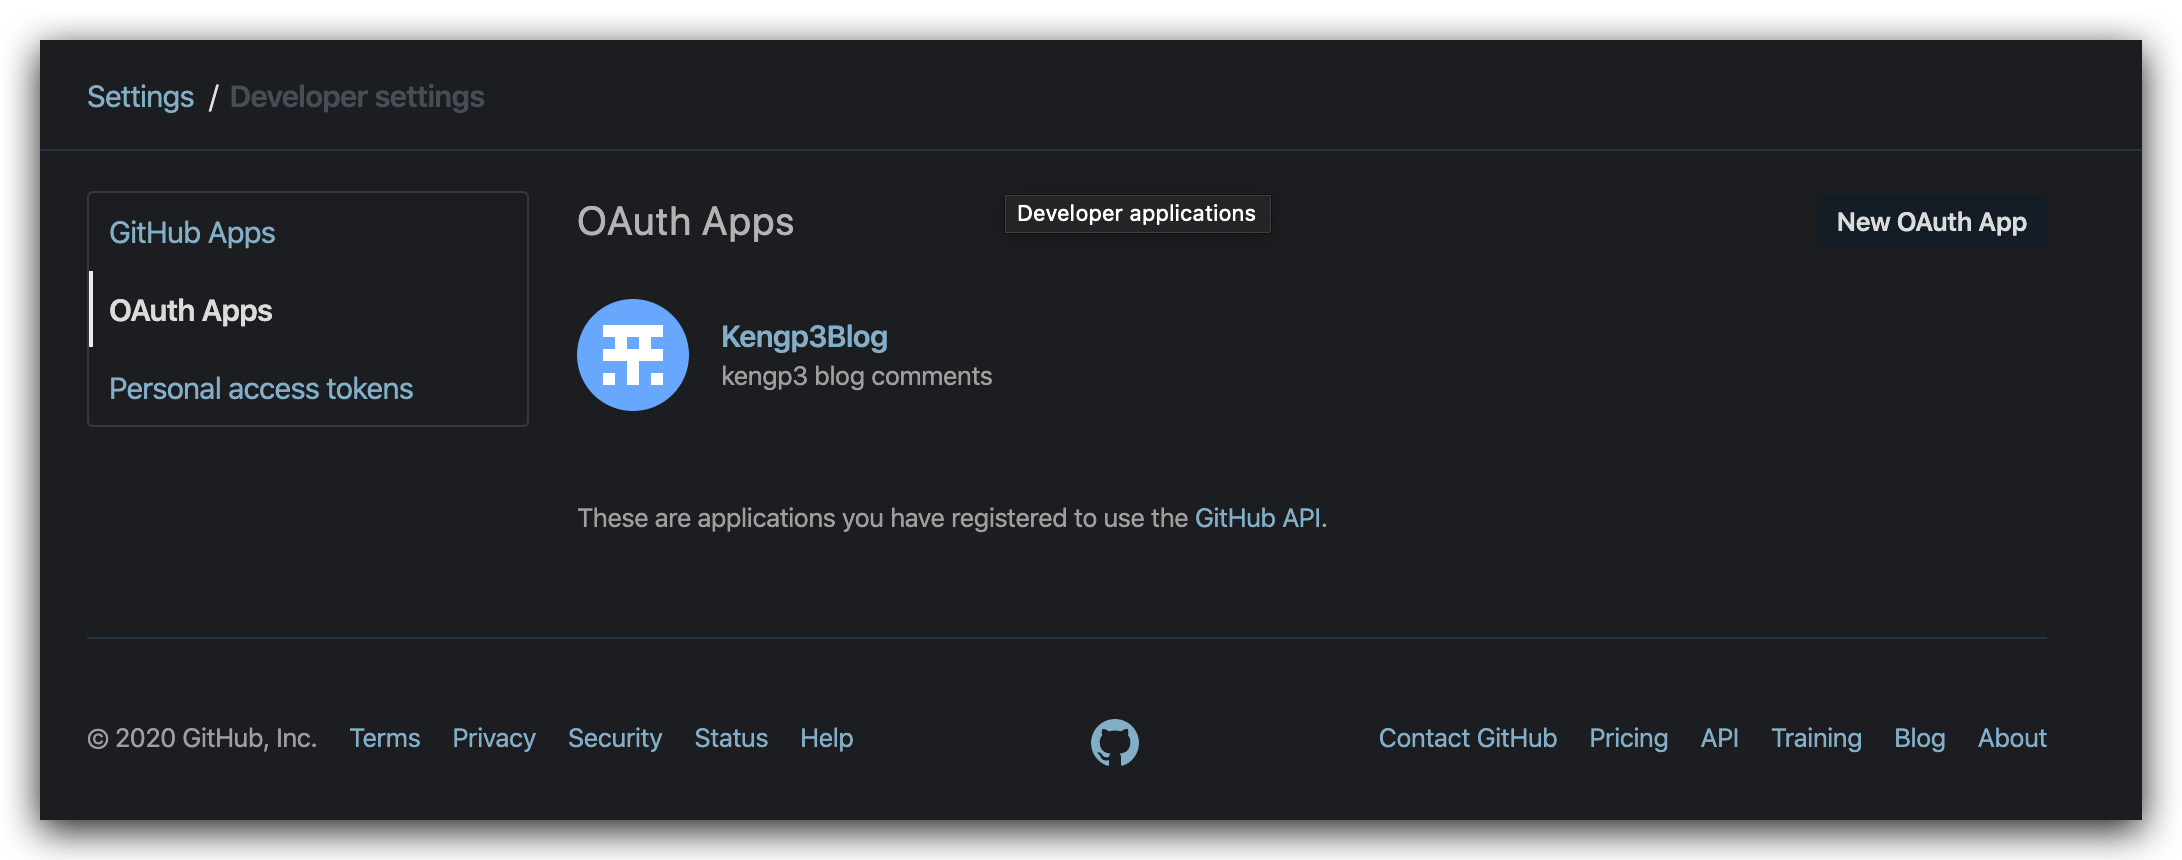 Settings / Developer settings
GitHub Apps
OAuth Apps
Personal access tokens
OAuth Apps
Developer applications
New OAuth App
Kengp3Blog
kengp3 blog comments
These are applications you have registered to use the GitHub API.
© 2020 GitHub, Inc. Terms Privacy Security Status Help Contact GitHub Pricing API Training Blog About